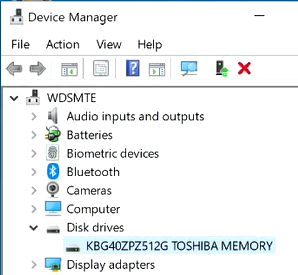 Device Manager
File Action View Help
WDSMTE
Audio inputs and outputs
Batteries
Biometric devices
Bluetooth
Cameras
Computer
Disk drives
KBG40ZPZ512G TOSHIBA MEMORY
Display adapters